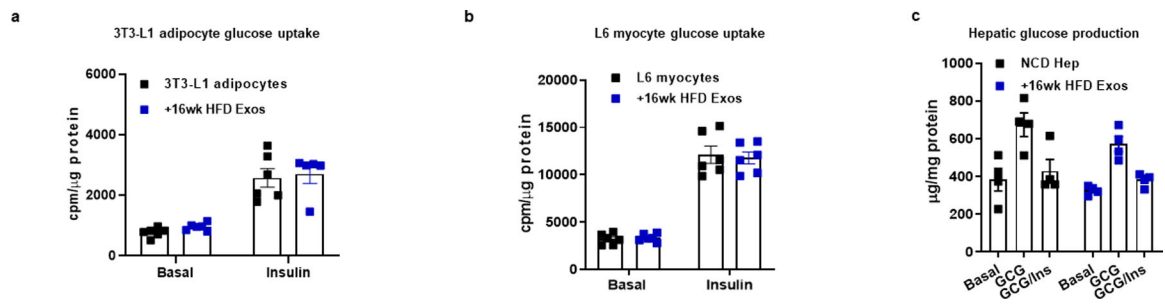 a
3T3-L1 adipocyte glucose uptake
6000
4000
2000
0
cpm/µg protein
3T3-L1 adipocytes
+16wk HFD Exos
Basal
Insulin
b
L6 myocyte glucose uptake
20000
15000
10000
5000
0
cpm/µg protein
L6 myocytes
+16wk HFD Exos
Basal
Insulin
c
Hepatic glucose production
NCD Hep
+16wk HFD Exos
1000
800
600
400
200
0
µg/mg protein
Basal
GCG
GCG/Ins
Basal
GCG
GCG/Ins